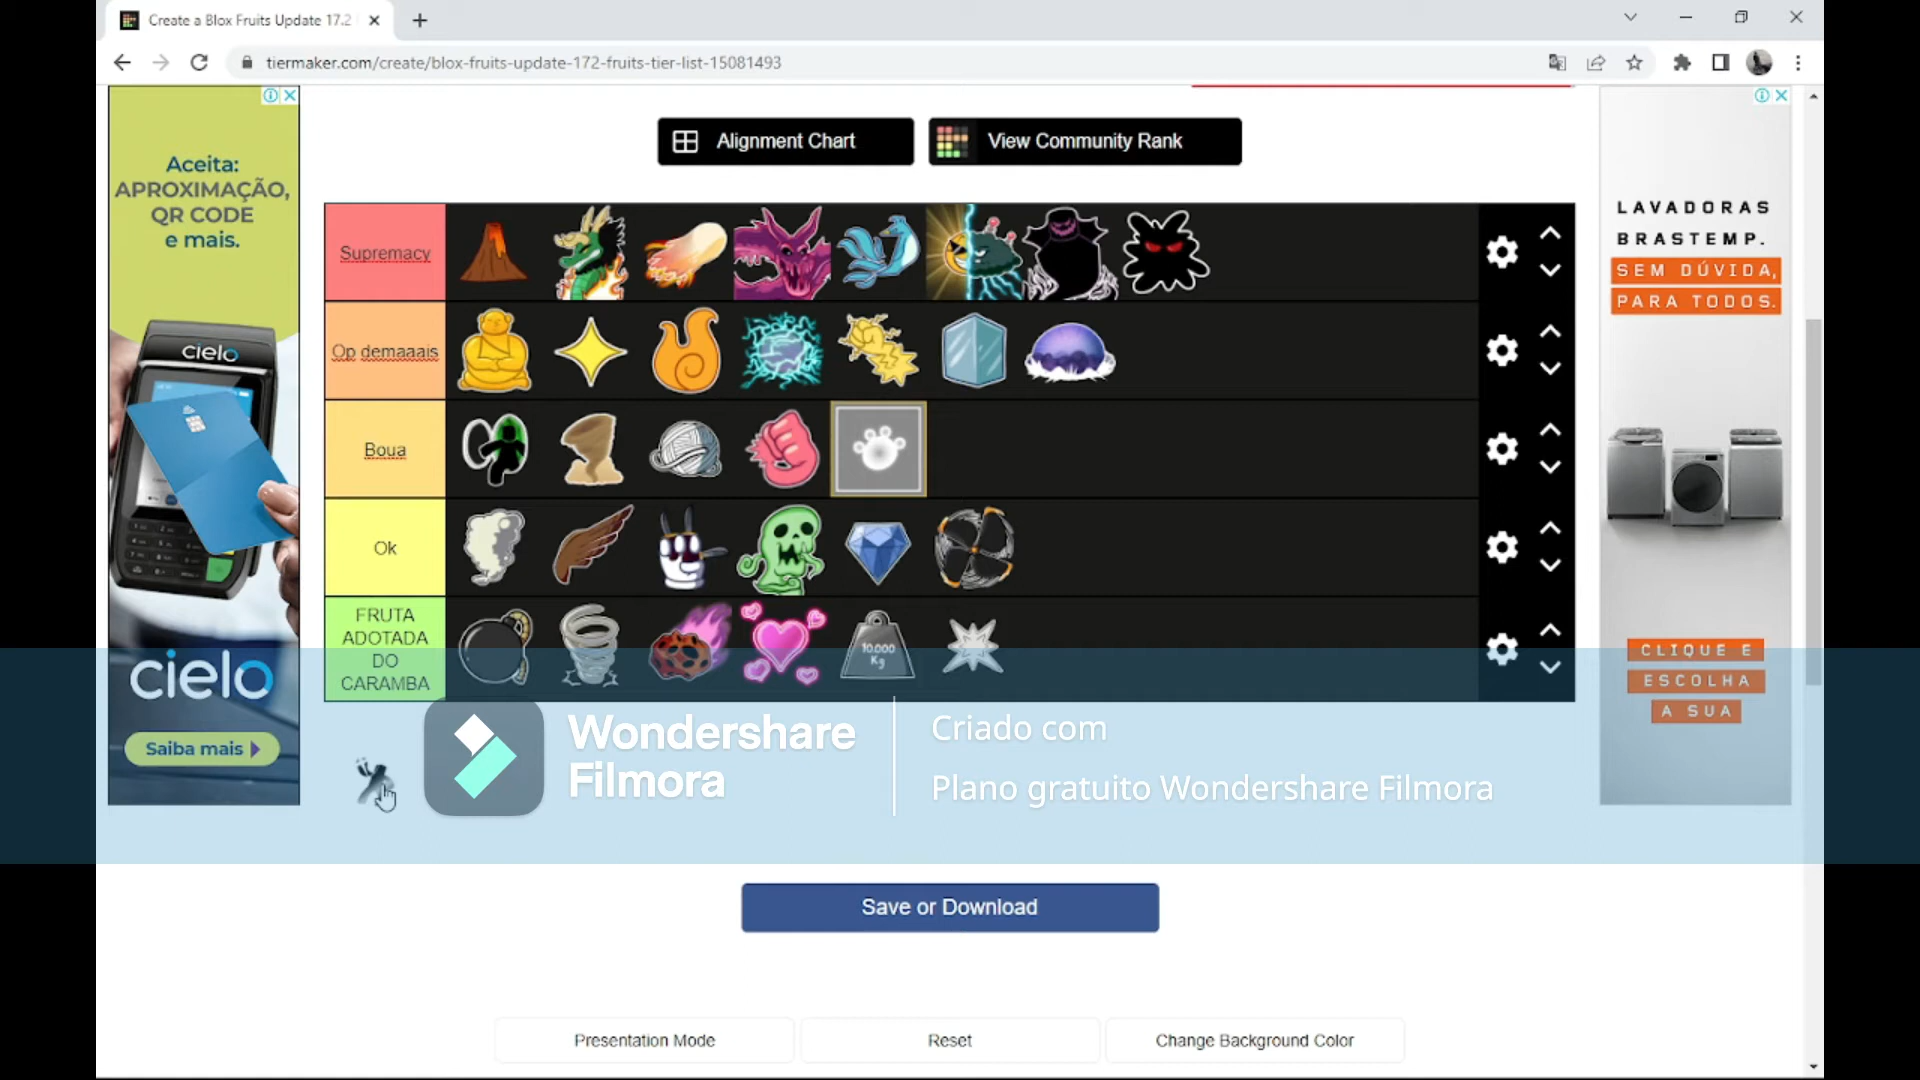 Create a Blox Fruits Update 17.2
tiermaker.com/create/blox-fruits-update-172-fruits-tier-list-15081493
Alignment Chart
View Community Rank
Aceita:
APROXIMAÇÃO,
QR CODE
e mais.
cielo
cielo
Saiba mais
Supremacy
Op demaaais
Boua
Ok
FRUTA
ADOTADA
DO
CARAMBA
10.000
Kg
LAVADORAS
BRASTEMP.
SEM DÚVIDA,
PARA TODOS.
CLIQUE E
ESCOLHA
A SUA
Wondershare
Filmora
Criado com
Plano gratuito Wondershare Filmora
Save or Download
Presentation Mode
Reset
Change Background Color